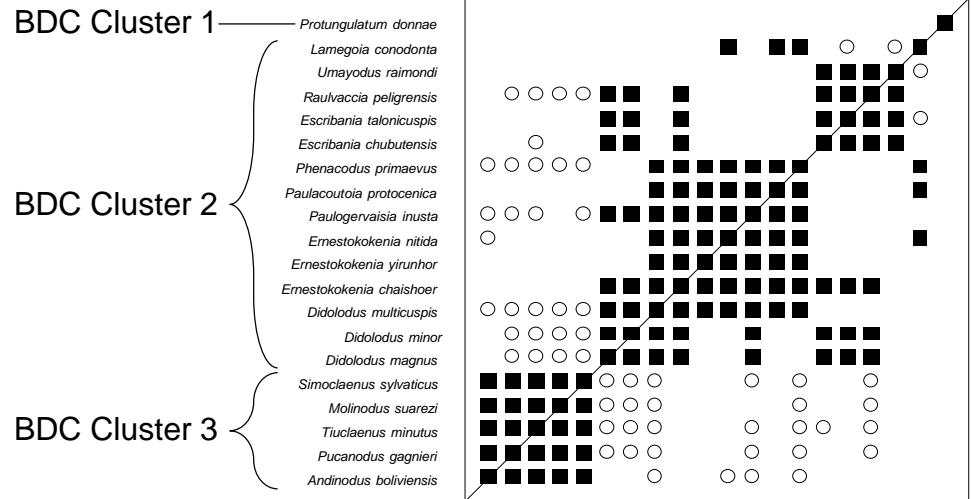 BDC Cluster 1
Protungulatum donnae
Lamegoia conodonta
Umayodus raimondi
Raulvaccia peligrensis
Escribania talonicuspis
Escribania chubutensis
Phenacodus primaevus
Paulacoutoia protocenica
BDC Cluster 2
Paulogervaisia inusta
Ernestokokenia nitida
Ernestokokenia yirunhor
Ernestokokenia chaishoer
Didolodus multicuspis
Didolodus minor
Didolodus magnus
Simoclaenus sylvaticus
Molinodus suarezi
BDC Cluster 3
Tiuclaenus minutus
Pucanodus gagnieri
Andinodus boliviensis